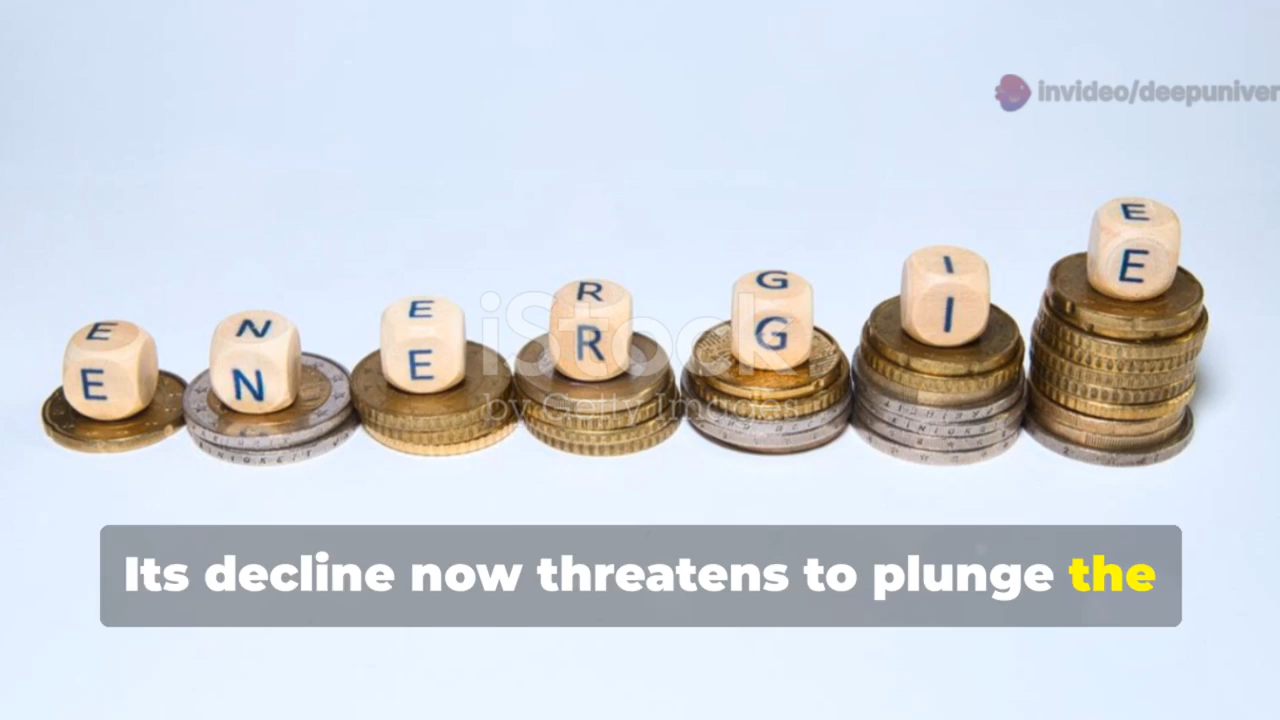 invideo/deepuniver
E N E R G I E
E N E R G I E
iStock
by Getty Images
Its decline now threatens to plunge the